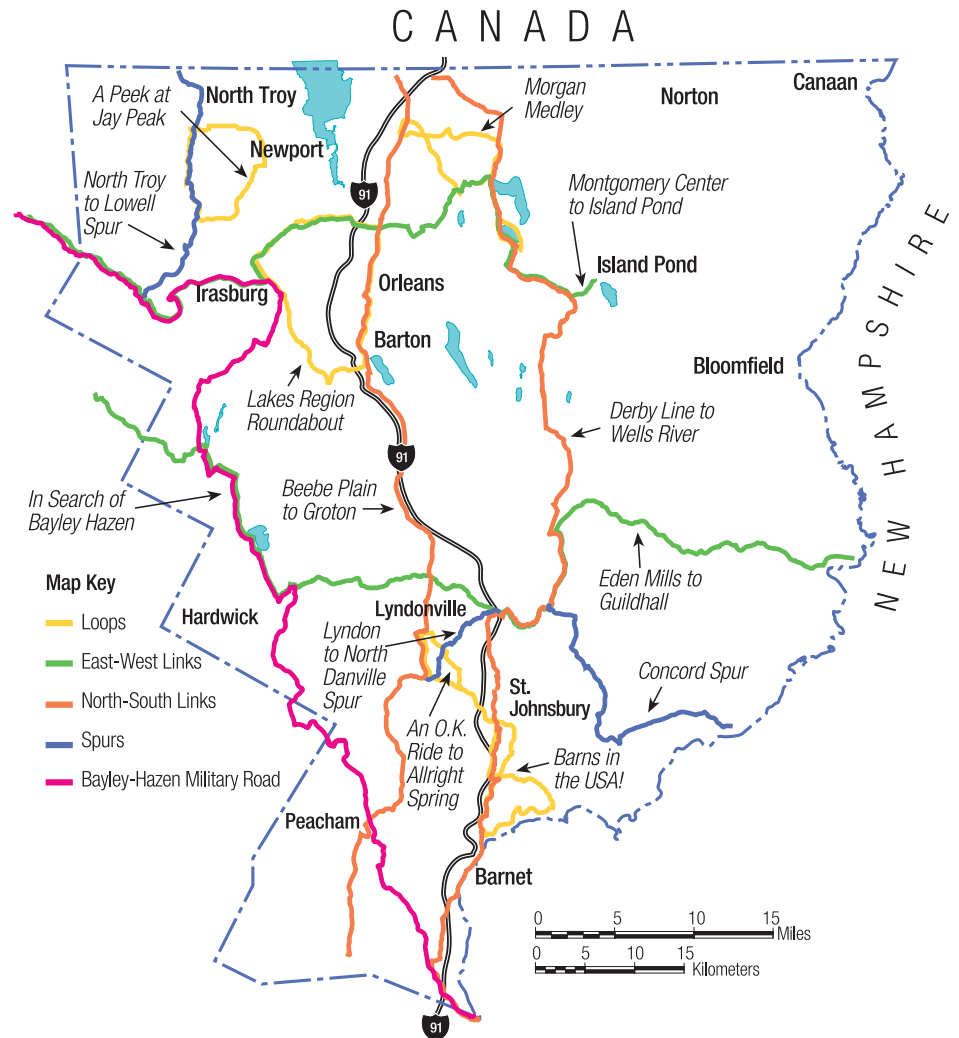 CANADA
A Peek at
Jay Peak
North Troy
Morgan
Medley
Norton
Canaan
Newport
North Troy
to Lowell
Spur
91
Montgomery Center
to Island Pond
NEW HAMPSHIRE
Island Pond
Irasburg
Orleans
Barton
Bloomfield
Lakes Region
Roundabout
Derby Line to
Wells River
91
In Search of
Bayley Hazen
Beebe Plain
to Groton
Eden Mills to
Guildhall
Map Key
Loops
East-West Links
North-South Links
Spurs
Bayley-Hazen Military Road
Hardwick
Lyndonville
Lyndon
to North
Danville
Spur
St.
Johnsbury
Concord Spur
An O.K.
Ride to
Allright
Spring
Barns in
the USA!
Peacham
Barnet
0 5 10 15
Miles
0 5 10 15
Kilometers
91